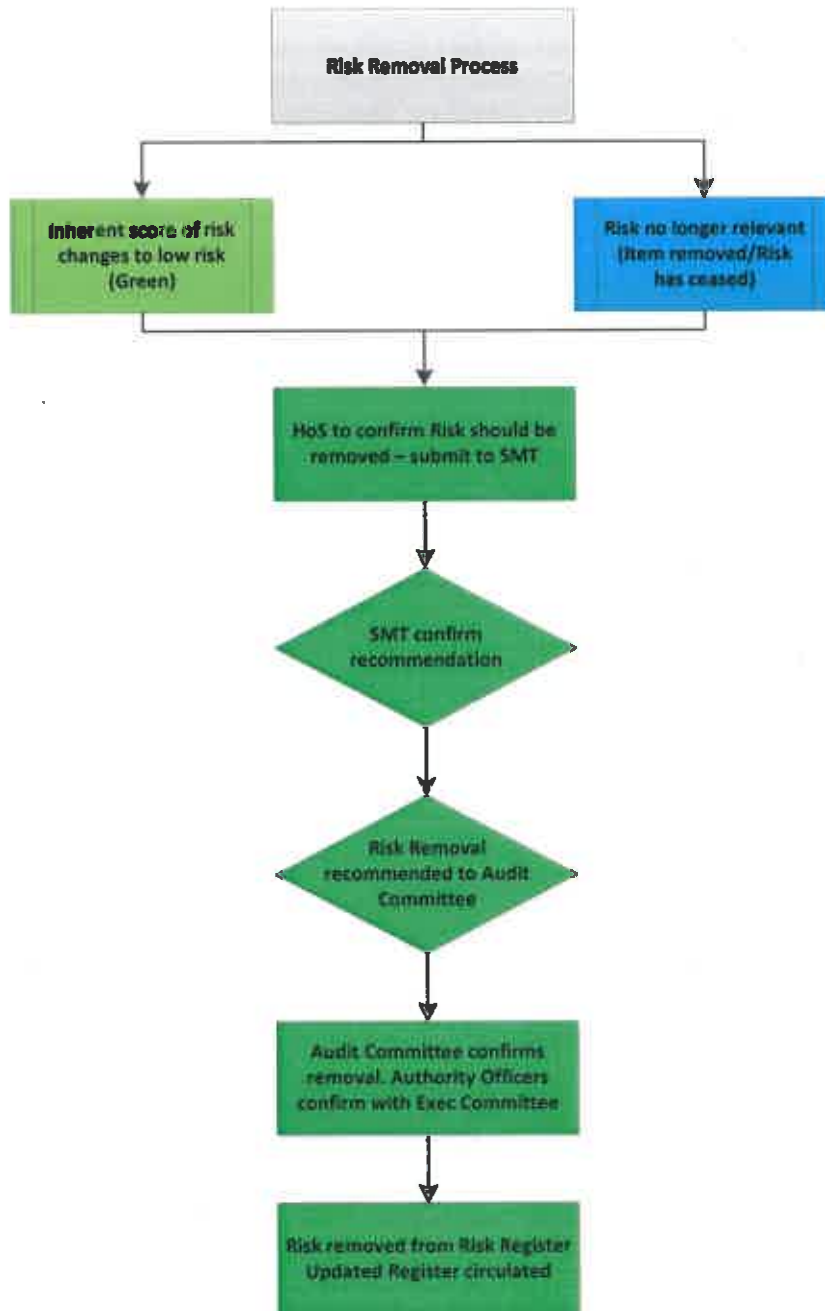 Risk Removal Process
Inherent score of risk
changes to low risk
(Green)
Risk no longer relevant
(Item removed/Risk
has ceased)
HoS to confirm Risk should be
removed – submit to SMT
SMT confirm
recommendation
Risk Removal
recommended to Audit
Committee
Audit Committee confirms
removal. Authority Officers
confirm with Exec Committee
Risk removed from Risk Register
Updated Register circulated